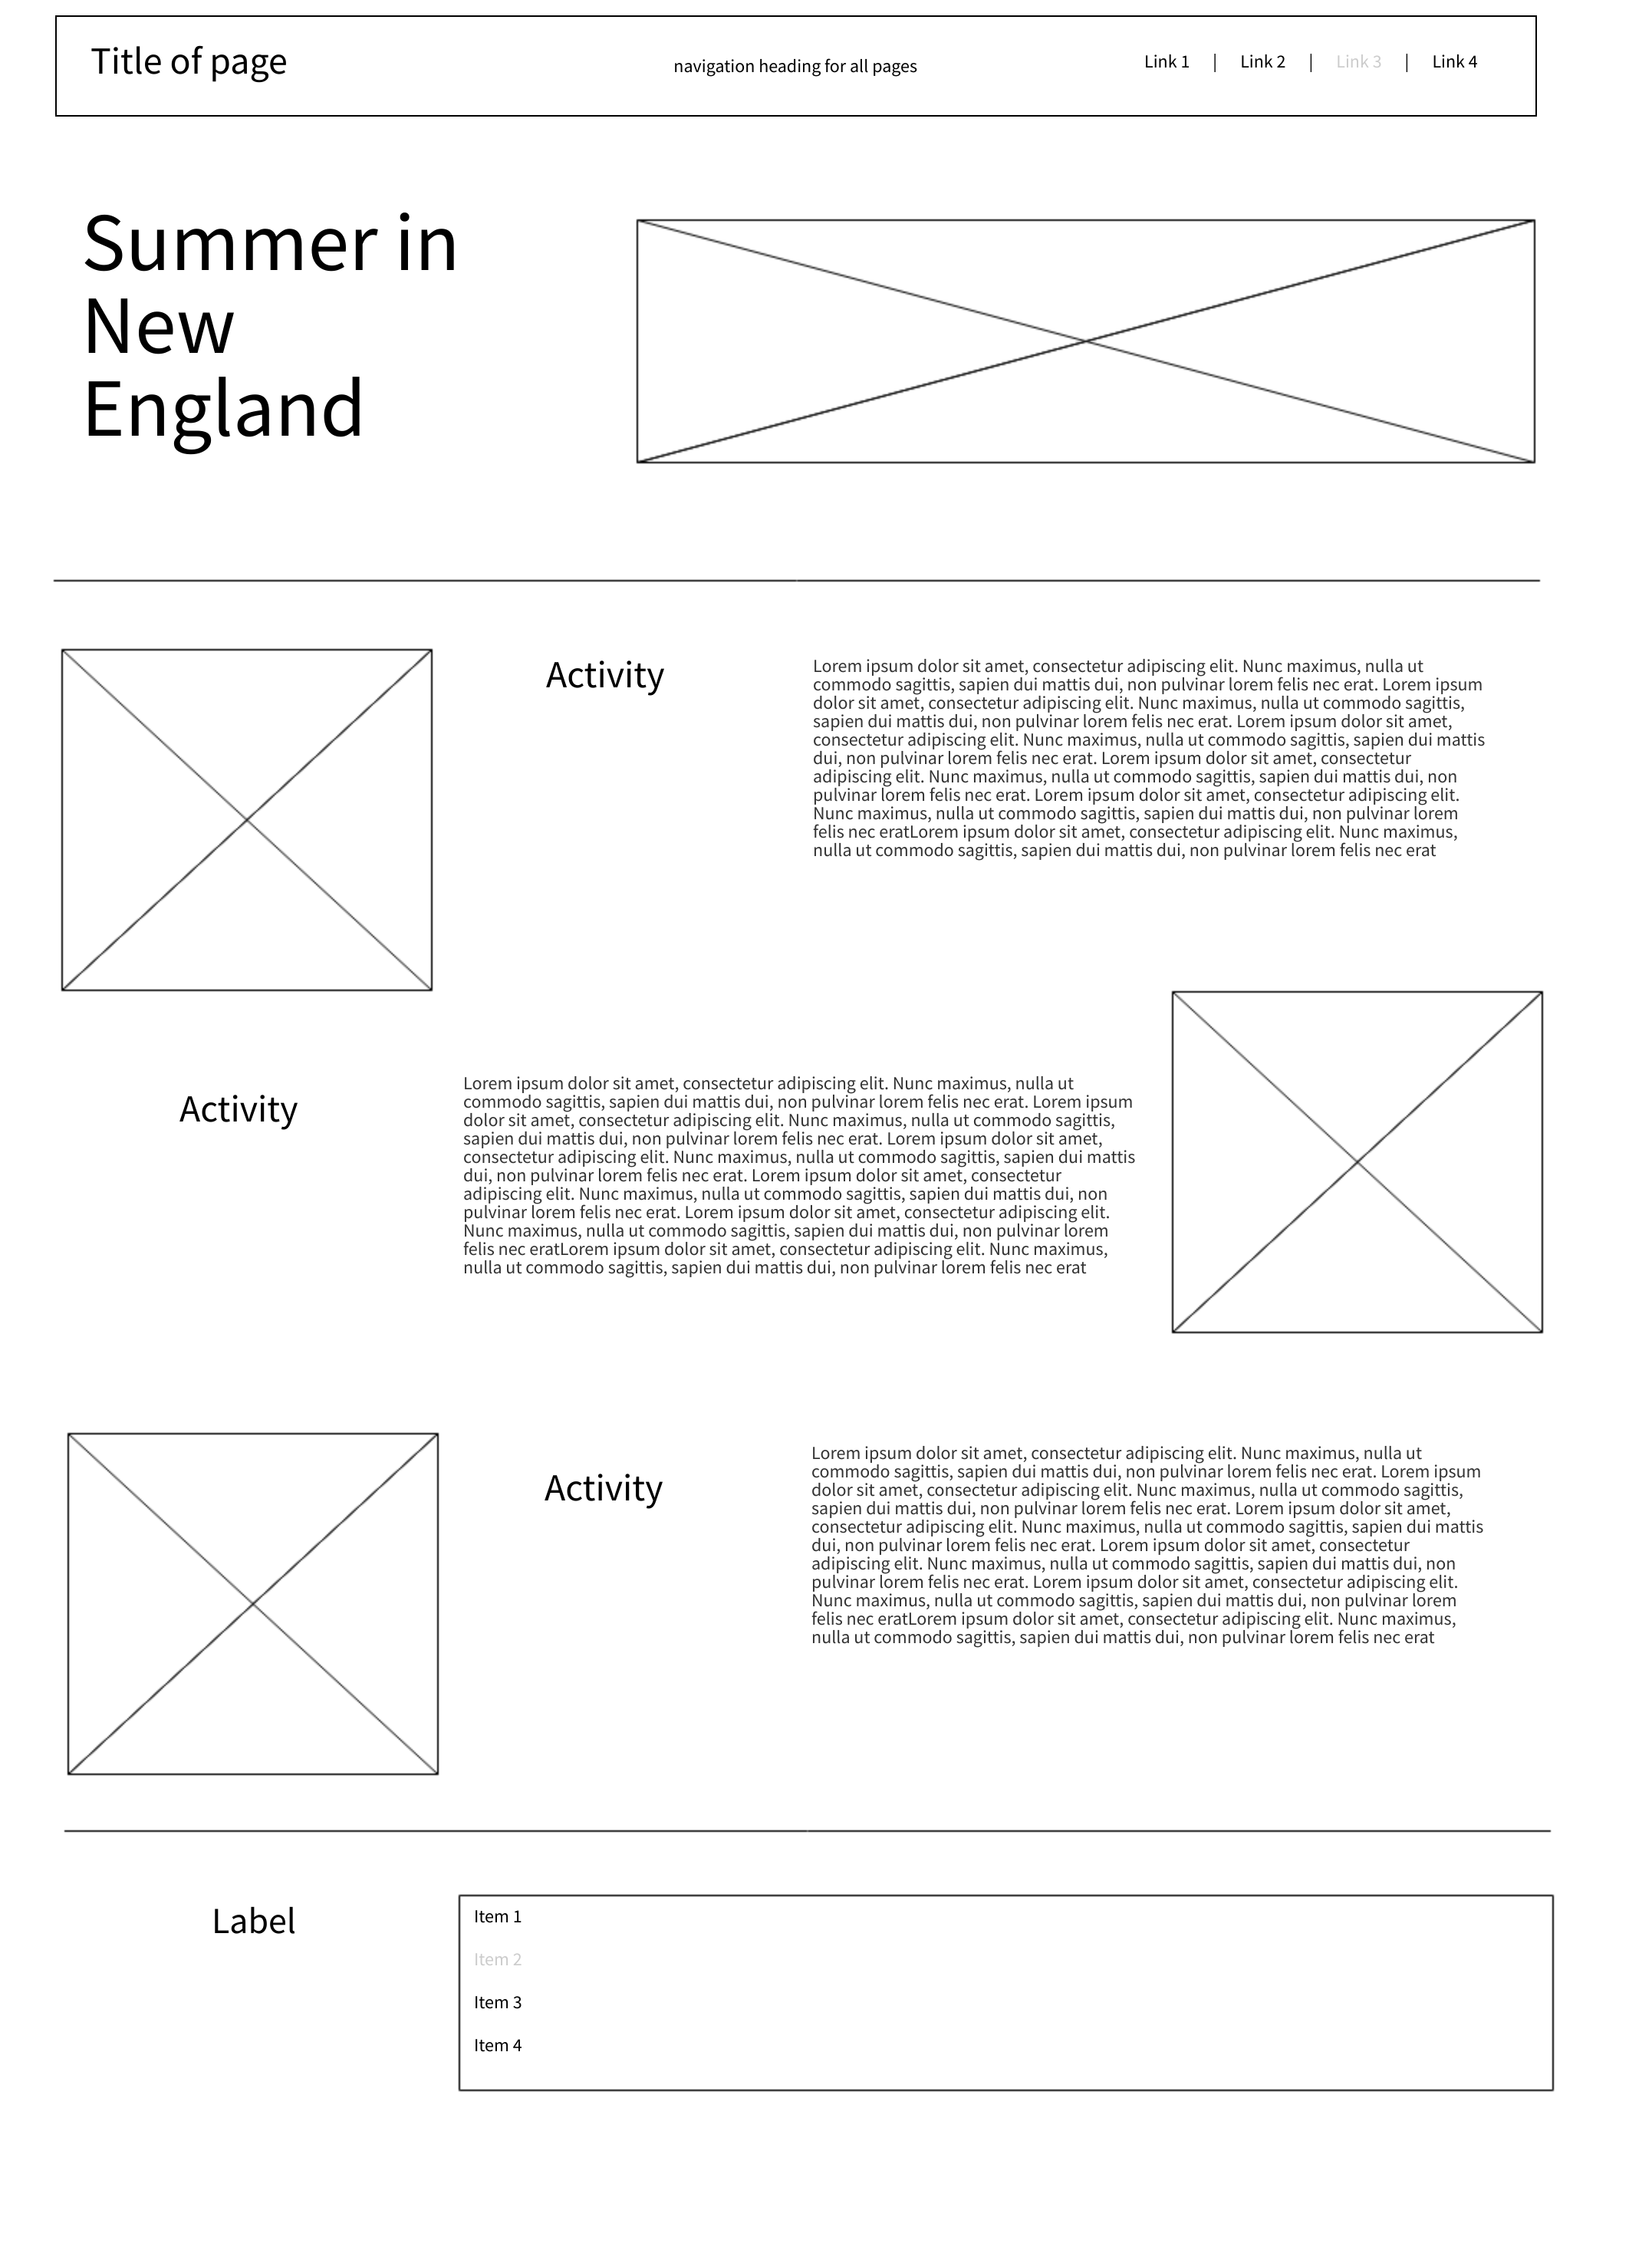 Title of page
navigation heading for all pages
Link 1 | Link 2 | Link 3 | Link 4
Summer in
New
England
Activity
Lorem ipsum dolor sit amet, consectetur adipiscing elit. Nunc maximus, nulla ut
commodo sagittis, sapien dui mattis dui, non pulvinar lorem felis nec erat. Lorem ipsum
dolor sit amet, consectetur adipiscing elit. Nunc maximus, nulla ut commodo sagittis,
sapien dui mattis dui, non pulvinar lorem felis nec erat. Lorem ipsum dolor sit amet,
consectetur adipiscing elit. Nunc maximus, nulla ut commodo sagittis, sapien dui mattis
dui, non pulvinar lorem felis nec erat. Lorem ipsum dolor sit amet, consectetur
adipiscing elit. Nunc maximus, nulla ut commodo sagittis, sapien dui mattis dui, non
pulvinar lorem felis nec erat. Lorem ipsum dolor sit amet, consectetur adipiscing elit.
Nunc maximus, nulla ut commodo sagittis, sapien dui mattis dui, non pulvinar lorem
felis nec eratLorem ipsum dolor sit amet, consectetur adipiscing elit. Nunc maximus,
nulla ut commodo sagittis, sapien dui mattis dui, non pulvinar lorem felis nec erat
Activity
Lorem ipsum dolor sit amet, consectetur adipiscing elit. Nunc maximus, nulla ut
commodo sagittis, sapien dui mattis dui, non pulvinar lorem felis nec erat. Lorem ipsum
dolor sit amet, consectetur adipiscing elit. Nunc maximus, nulla ut commodo sagittis,
sapien dui mattis dui, non pulvinar lorem felis nec erat. Lorem ipsum dolor sit amet,
consectetur adipiscing elit. Nunc maximus, nulla ut commodo sagittis, sapien dui mattis
dui, non pulvinar lorem felis nec erat. Lorem ipsum dolor sit amet, consectetur
adipiscing elit. Nunc maximus, nulla ut commodo sagittis, sapien dui mattis dui, non
pulvinar lorem felis nec erat. Lorem ipsum dolor sit amet, consectetur adipiscing elit.
Nunc maximus, nulla ut commodo sagittis, sapien dui mattis dui, non pulvinar lorem
felis nec eratLorem ipsum dolor sit amet, consectetur adipiscing elit. Nunc maximus,
nulla ut commodo sagittis, sapien dui mattis dui, non pulvinar lorem felis nec erat
Activity
Lorem ipsum dolor sit amet, consectetur adipiscing elit. Nunc maximus, nulla ut
commodo sagittis, sapien dui mattis dui, non pulvinar lorem felis nec erat. Lorem ipsum
dolor sit amet, consectetur adipiscing elit. Nunc maximus, nulla ut commodo sagittis,
sapien dui mattis dui, non pulvinar lorem felis nec erat. Lorem ipsum dolor sit amet,
consectetur adipiscing elit. Nunc maximus, nulla ut commodo sagittis, sapien dui mattis
dui, non pulvinar lorem felis nec erat. Lorem ipsum dolor sit amet, consectetur
adipiscing elit. Nunc maximus, nulla ut commodo sagittis, sapien dui mattis dui, non
pulvinar lorem felis nec erat. Lorem ipsum dolor sit amet, consectetur adipiscing elit.
Nunc maximus, nulla ut commodo sagittis, sapien dui mattis dui, non pulvinar lorem
felis nec eratLorem ipsum dolor sit amet, consectetur adipiscing elit. Nunc maximus,
nulla ut commodo sagittis, sapien dui mattis dui, non pulvinar lorem felis nec erat
Label
Item 1
Item 2
Item 3
Item 4